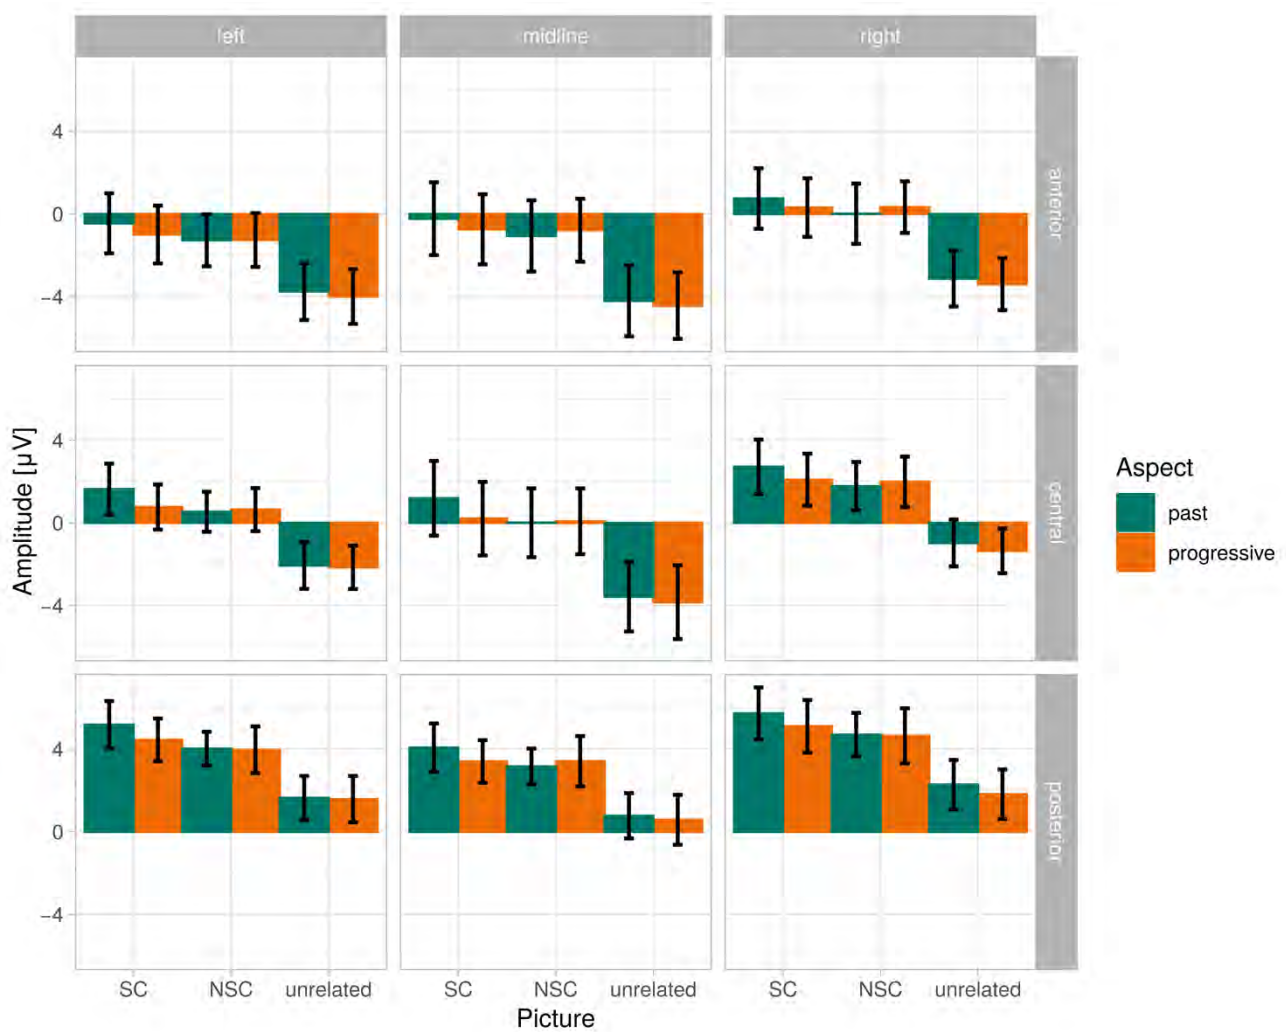 left
midline
right
4
0
−4
anterior
4
0
−4
central
4
0
−4
posterior
SC
NSC
unrelated
SC
NSC
unrelated
SC
NSC
unrelated
Picture
Amplitude [μV]
Aspect
past
progressive